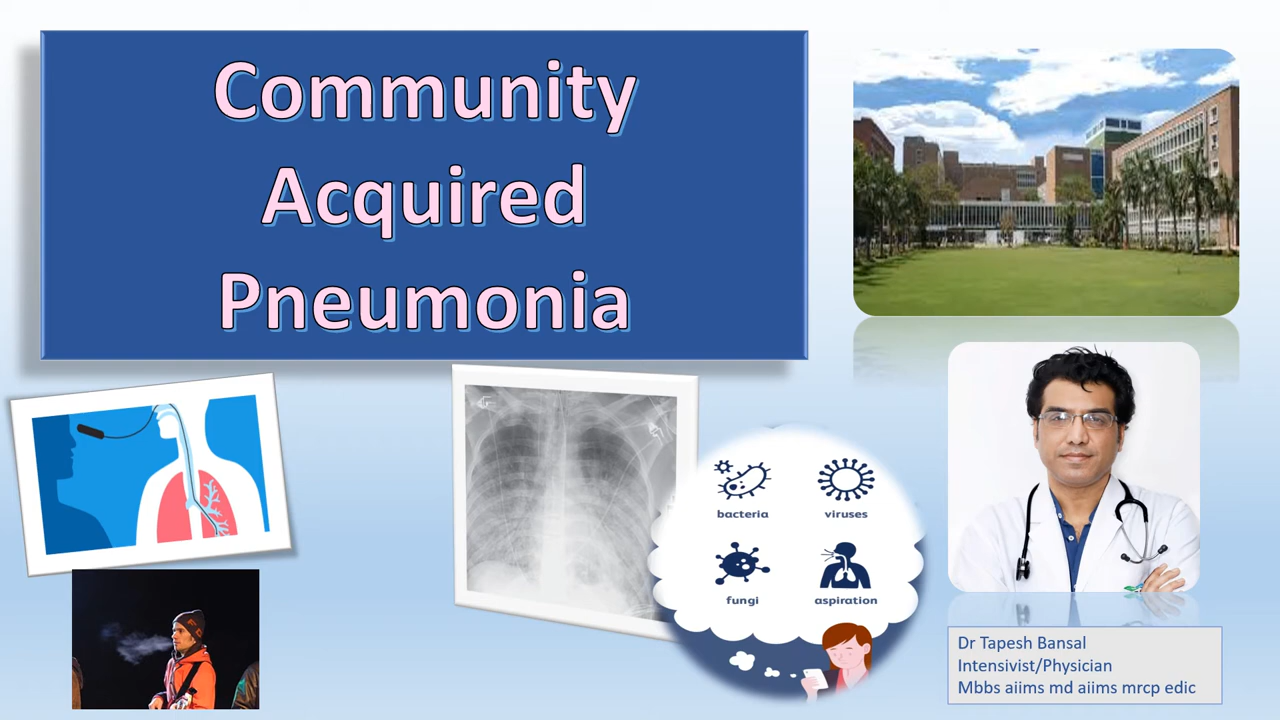 Community
Acquired
Pneumonia
bacteria
viruses
fungi
aspiration
Dr Tapesh Bansal
Intensivist/Physician
Mbbs aiims md aiims mrcp edic